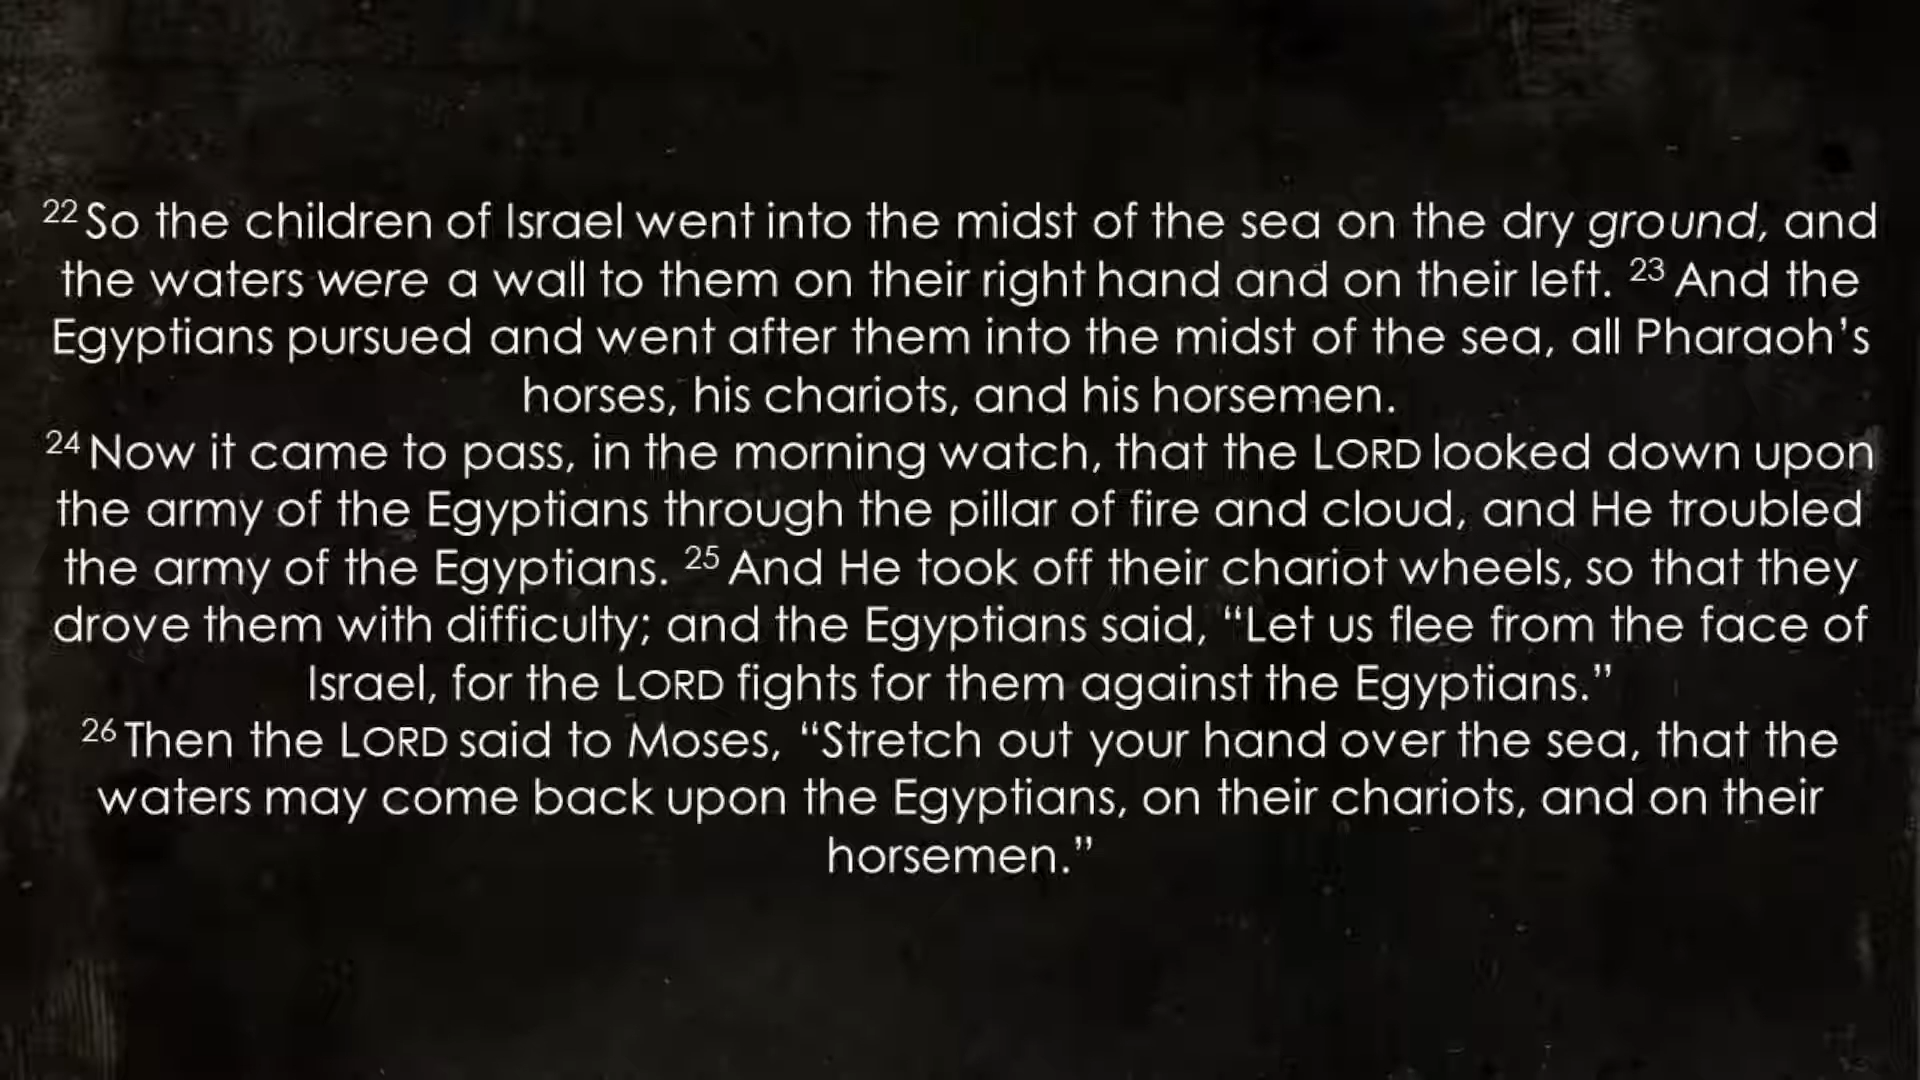 22 So the children of Israel went into the midst of the sea on the dry ground, and
the waters were a wall to them on their right hand and on their left. 23 And the
Egyptians pursued and went after them into the midst of the sea, all Pharaoh’s
horses, his chariots, and his horsemen.
24 Now it came to pass, in the morning watch, that the LORD looked down upon
the army of the Egyptians through the pillar of fire and cloud, and He troubled
the army of the Egyptians. 25 And He took off their chariot wheels, so that they
drove them with difficulty; and the Egyptians said, “Let us flee from the face of
Israel, for the LORD fights for them against the Egyptians.”
26 Then the LORD said to Moses, “Stretch out your hand over the sea, that the
waters may come back upon the Egyptians, on their chariots, and on their
horsemen.”